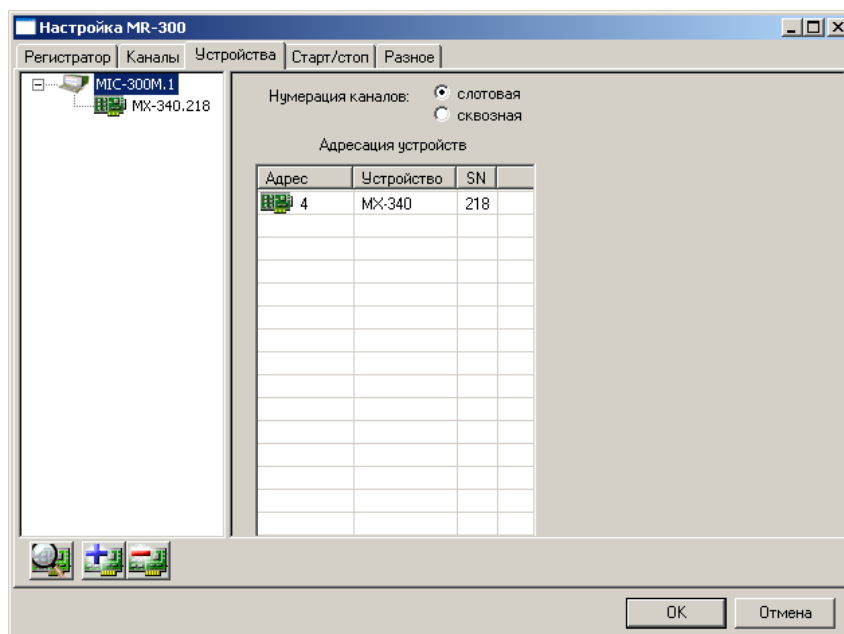 Настройка MR-300
Регистратор Каналы Устройства Старт/стоп Разное
MIC-300M.1
MX-340.218
Нумерация каналов: слотовая
сквозная
Адресация устройств
Адрес Устройство SN
4 MX-340 218
OK Отмена